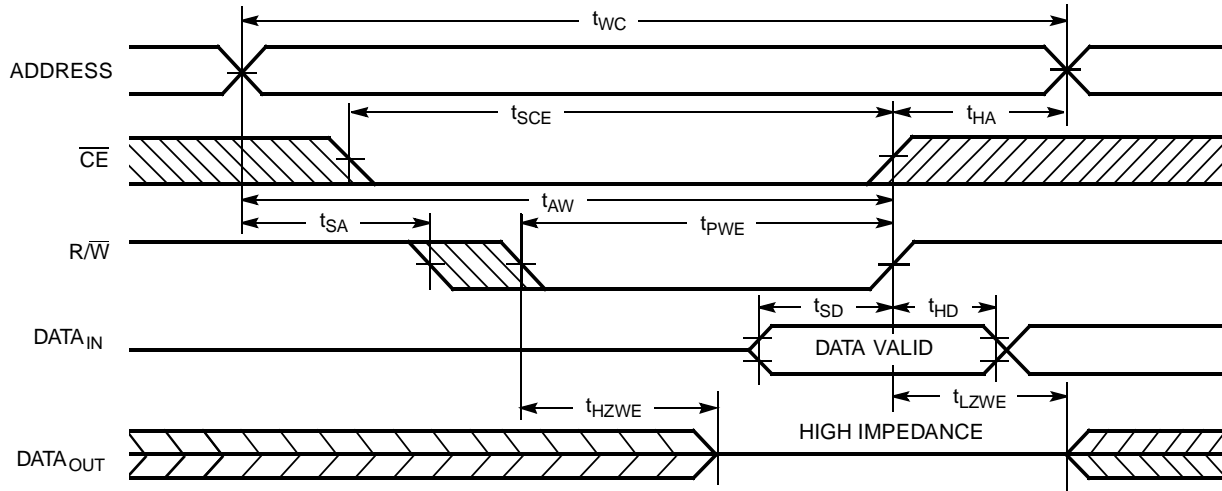 tWC
ADDRESS
tSCE
tHA
CE
tAW
tSA
tPWE
R/W
tSD
tHD
DATAIN
DATA VALID
tHZWE
tLZWE
HIGH IMPEDANCE
DATAOUT